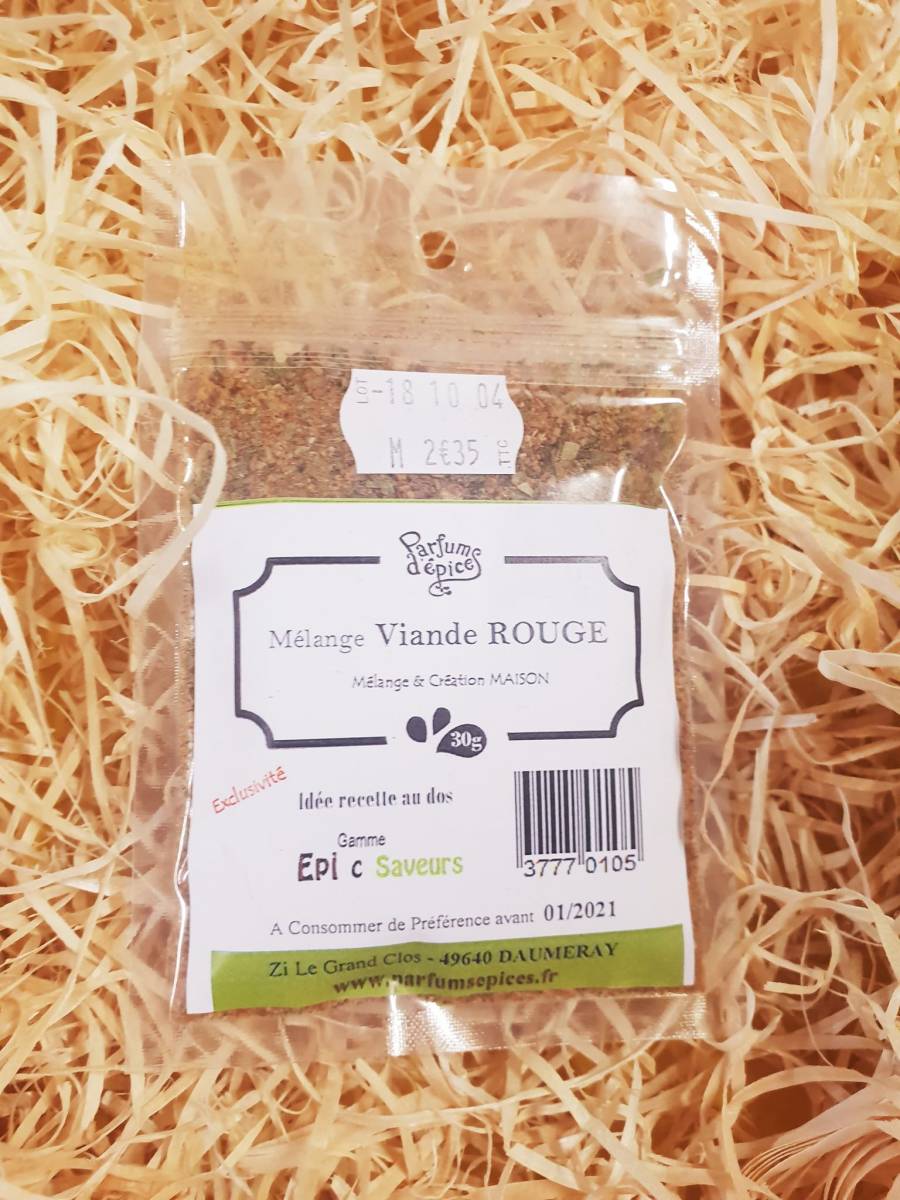 LOT-18 10 04
M 2€35 TTC
Parfums
d'épices
Mélange Viande ROUGE
Mélange & Création MAISON
30g
Exclusivité
Idée recette au dos
Gamme
Epi c Saveurs
3777 0105
A Consommer de Préférence avant 01/2021
Zi Le Grand Clos - 49640 DAUMERAY
www.parfumsepices.fr